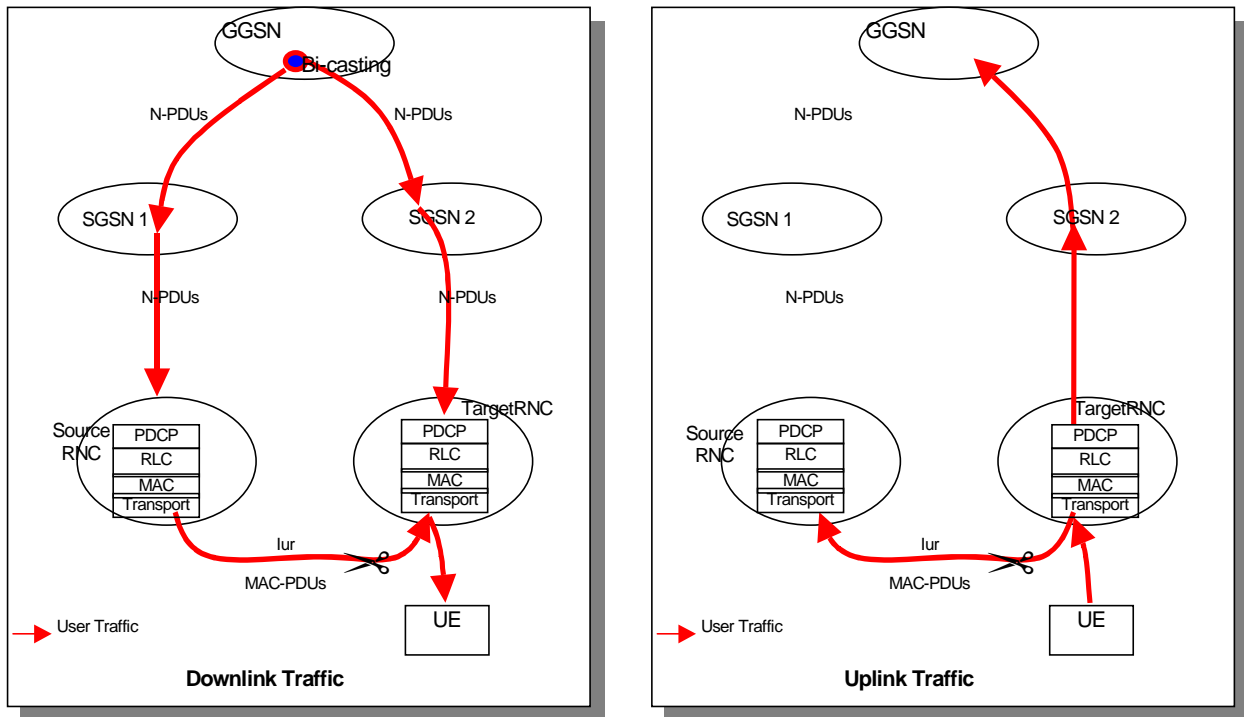 GGSN
Bi-casting
N-PDUs
N-PDUs
SGSN 1
SGSN 2
N-PDUs
N-PDUs
Source
RNC
TargetRNC
PDCP
RLC
MAC
Transport
PDCP
RLC
MAC
Transport
Iur
MAC-PDUs
UE
User Traffic
Downlink Traffic
GGSN
N-PDUs
SGSN 1
SGSN 2
N-PDUs
Source
RNC
TargetRNC
PDCP
RLC
MAC
Transport
PDCP
RLC
MAC
Transport
Iur
MAC-PDUs
UE
User Traffic
Uplink Traffic